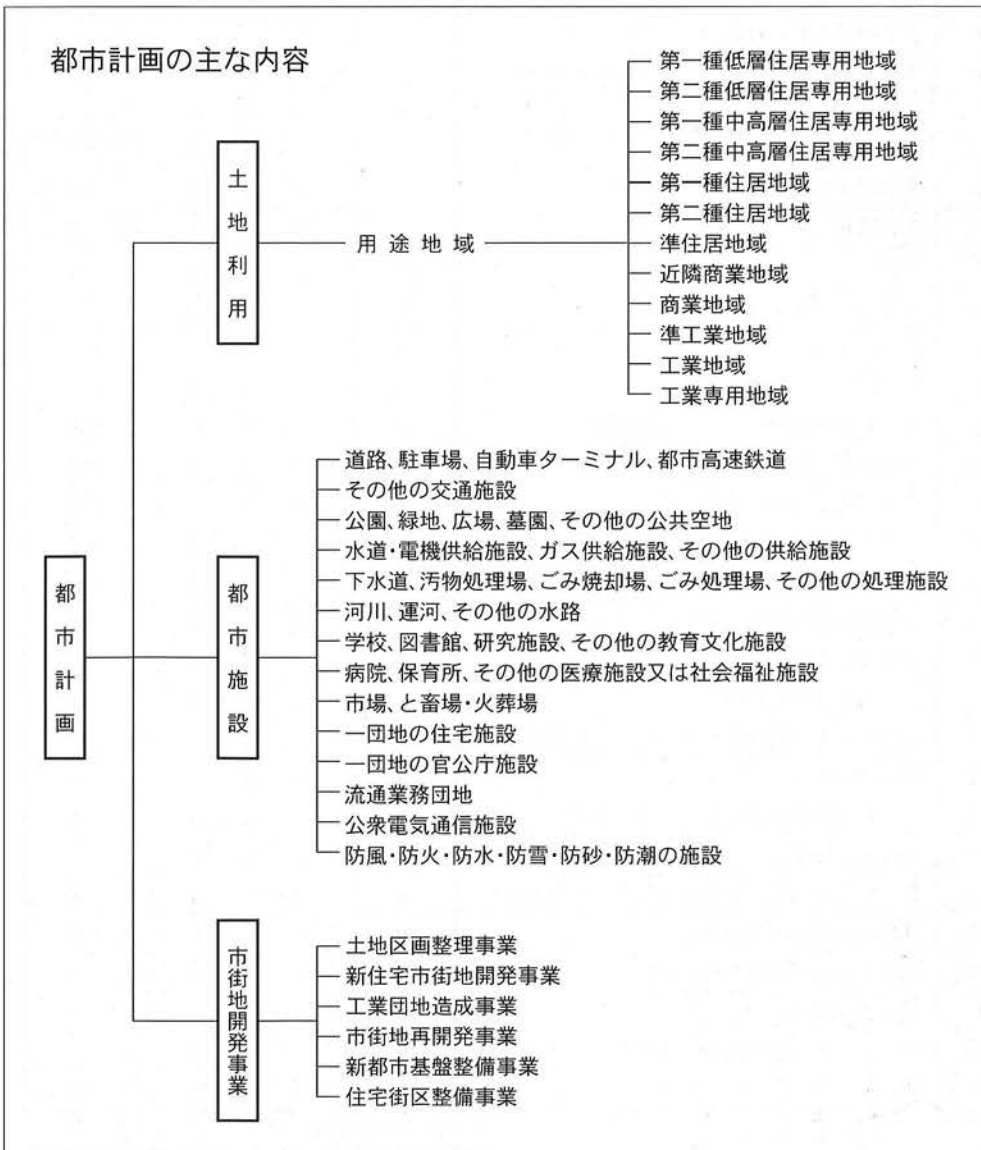 都市計画の主な内容
都市計画
土地利用
用途地域
第一種低層住居専用地域
第二種低層住居専用地域
第一種中高層住居専用地域
第二種中高層住居専用地域
第一種住居地域
第二種住居地域
準住居地域
近隣商業地域
商業地域
準工業地域
工業地域
工業専用地域
都市施設
道路、駐車場、自動車ターミナル、都市高速鉄道
その他の交通施設
公園、緑地、広場、墓園、その他の公共空地
水道・電機供給施設、ガス供給施設、その他の供給施設
下水道、汚物処理場、ごみ焼却場、ごみ処理場、その他の処理施設
河川、運河、その他の水路
学校、図書館、研究施設、その他の教育文化施設
病院、保育所、その他の医療施設又は社会福祉施設
市場、と畜場・火葬場
一団地の住宅施設
一団地の官公庁施設
流通業務団地
公衆電気通信施設
防風・防火・防水・防雪・防砂・防潮の施設
市街地開発事業
土地区画整理事業
新住宅市街地開発事業
工業団地造成事業
市街地再開発事業
新都市基盤整備事業
住宅街区整備事業